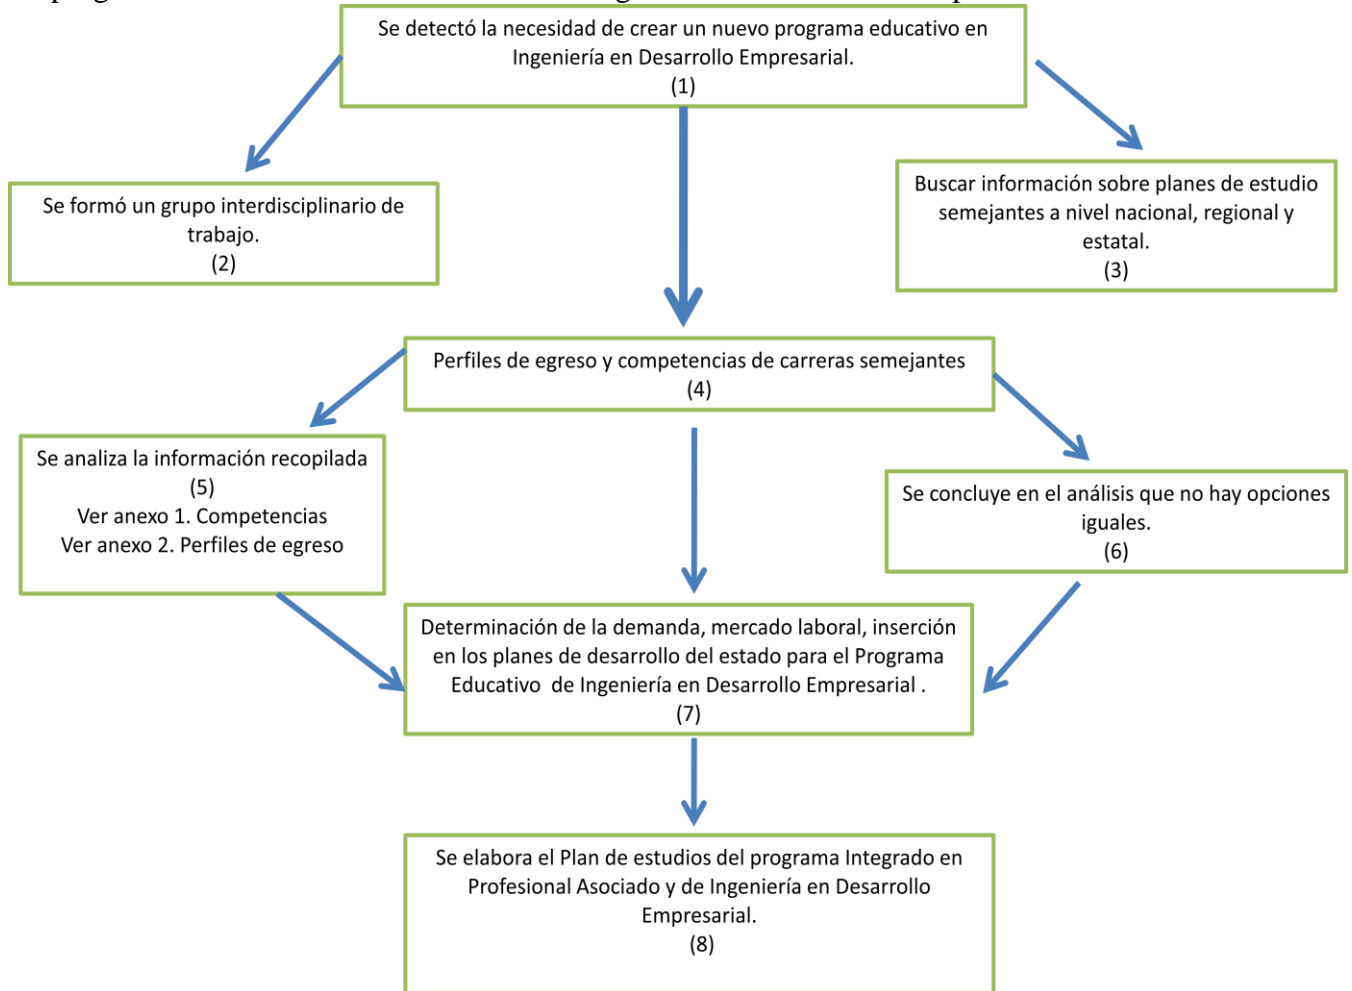 Se detectó la necesidad de crear un nuevo programa educativo en
Ingeniería en Desarrollo Empresarial.
(1)
Se formó un grupo interdisciplinario de
trabajo.
(2)
Buscar información sobre planes de estudio
semejantes a nivel nacional, regional y
estatal.
(3)
Perfiles de egreso y competencias de carreras semejantes
(4)
Se analiza la información recopilada
(5)
Ver anexo 1. Competencias
Ver anexo 2. Perfiles de egreso
Se concluye en el análisis que no hay opciones
iguales.
(6)
Determinación de la demanda, mercado laboral, inserción
en los planes de desarrollo del estado para el Programa
Educativo de Ingeniería en Desarrollo Empresarial .
(7)
Se elabora el Plan de estudios del programa Integrado en
Profesional Asociado y de Ingeniería en Desarrollo
Empresarial.
(8)